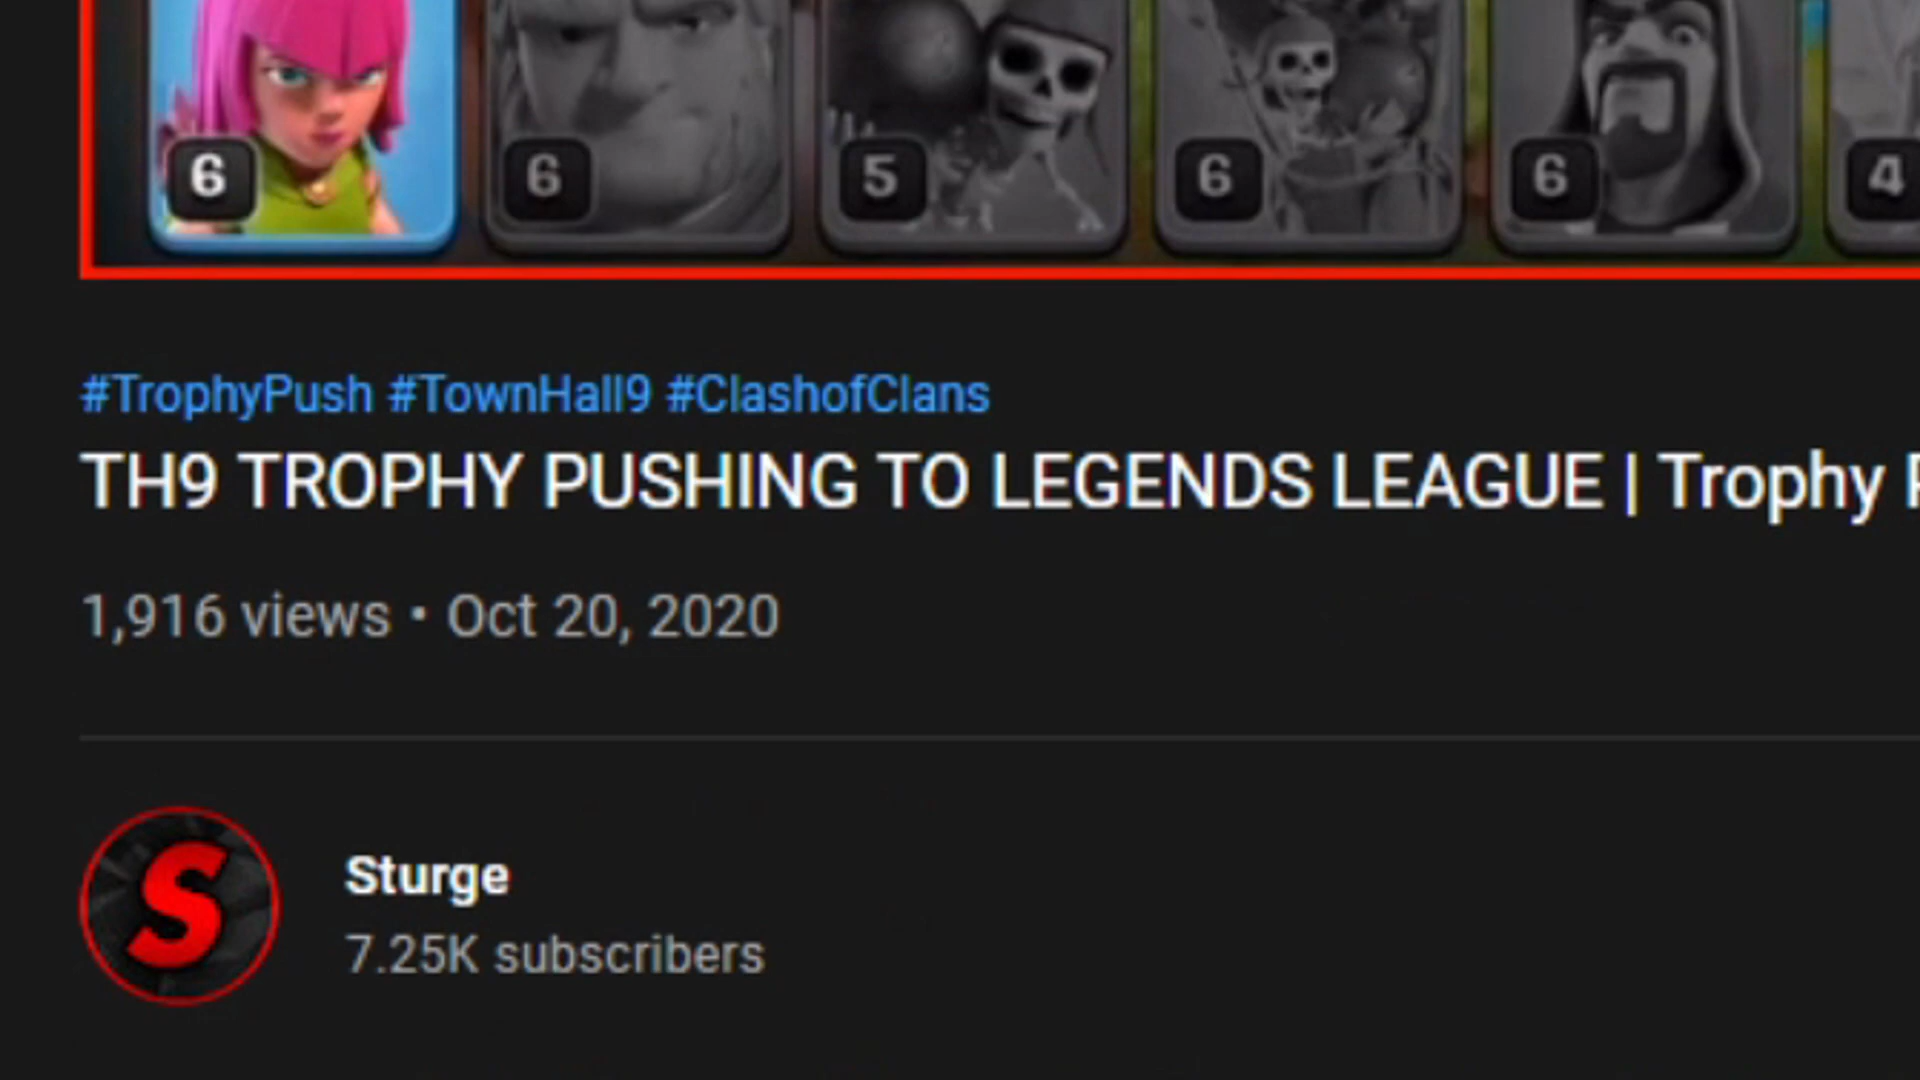 6 6 5 6 6 4
#TrophyPush #TownHall9 #ClashofClans
TH9 TROPHY PUSHING TO LEGENDS LEAGUE | Trophy
1,916 views • Oct 20, 2020
S
Sturge
7.25K subscribers